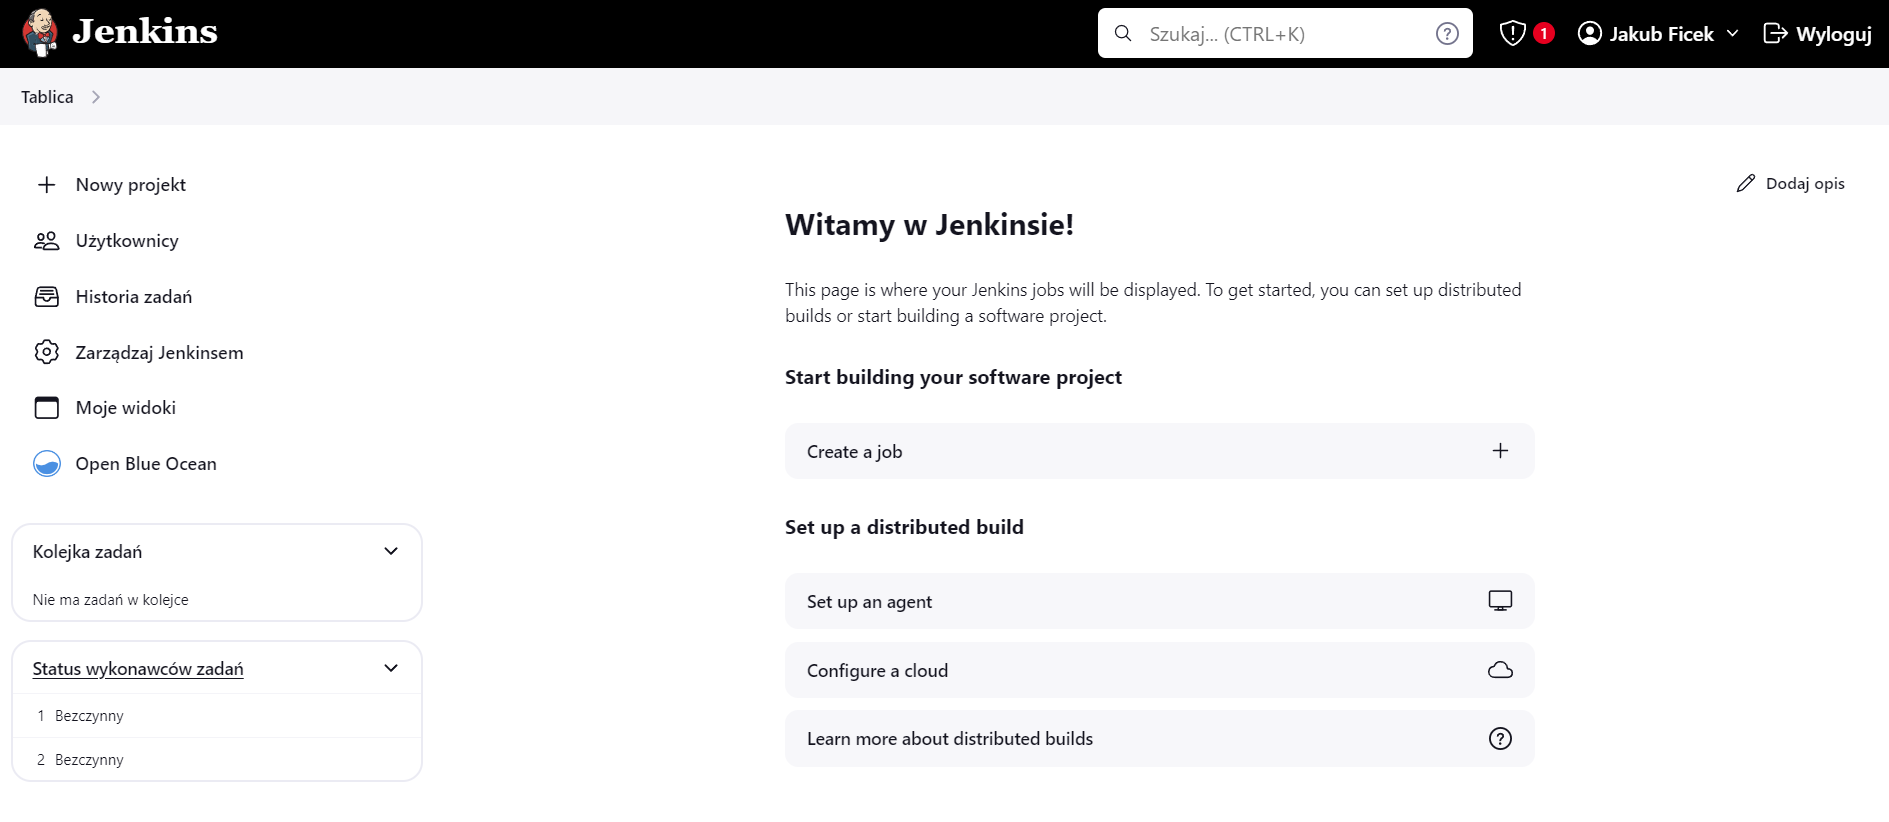 Jenkins
Szukaj... (CTRL+K)
?
! 1
Jakub Ficek
Wyloguj
Tablica
Nowy projekt
Użytkownicy
Historia zadań
Zarządzaj Jenkinsem
Moje widoki
Open Blue Ocean
Kolejka zadań
Nie ma zadań w kolejce
Status wykonawców zadań
1 Bezczynny
2 Bezczynny
Dodaj opis
Witamy w Jenkinsie!
This page is where your Jenkins jobs will be displayed. To get started, you can set up distributed
builds or start building a software project.
Start building your software project
Create a job
Set up a distributed build
Set up an agent
Configure a cloud
Learn more about distributed builds
?